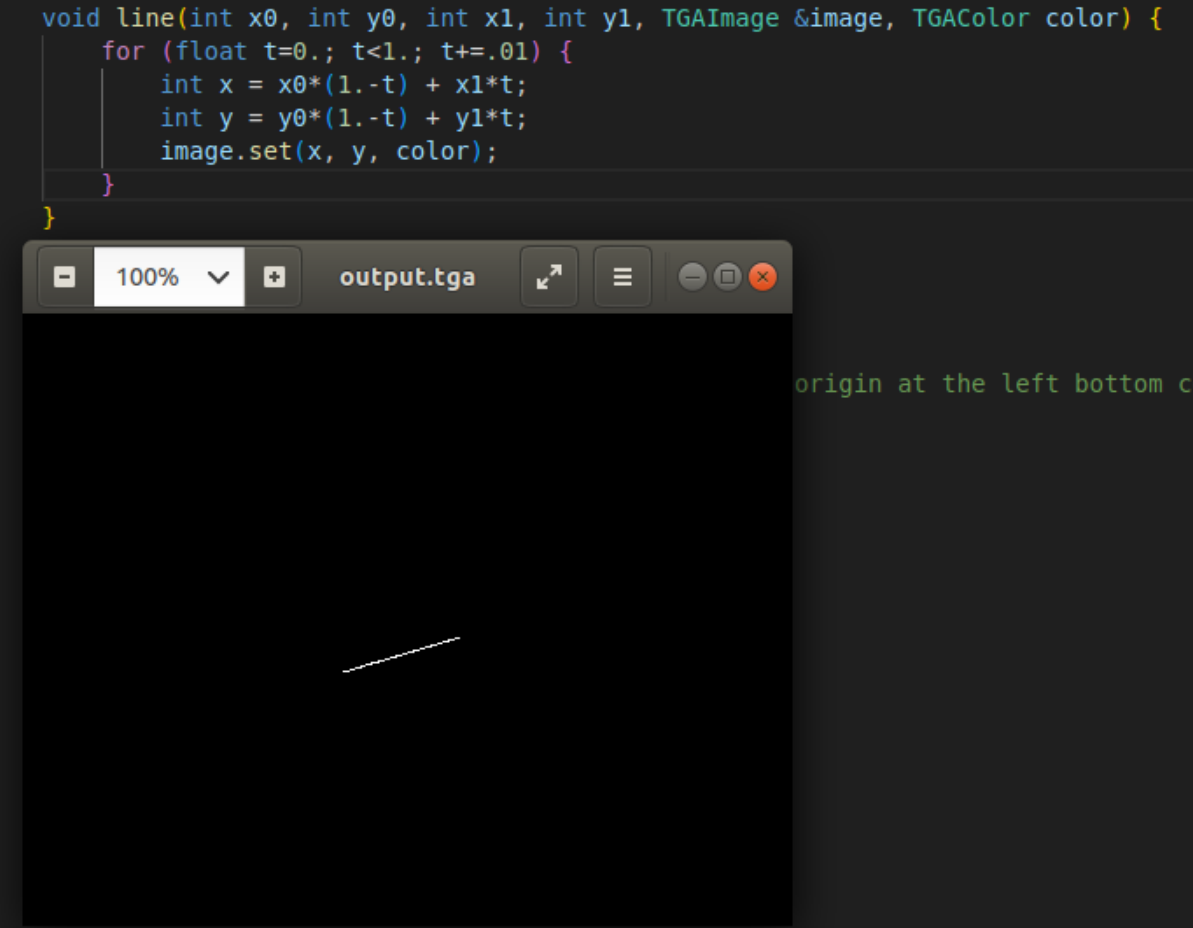 void line(int x0, int y0, int x1, int y1, TGAImage &image, TGAColor color) {
    for (float t=0.; t<1.; t+=.01) {
        int x = x0*(1.-t) + x1*t;
        int y = y0*(1.-t) + y1*t;
        image.set(x, y, color);
    }
}
100% output.tga
origin at the left bottom c